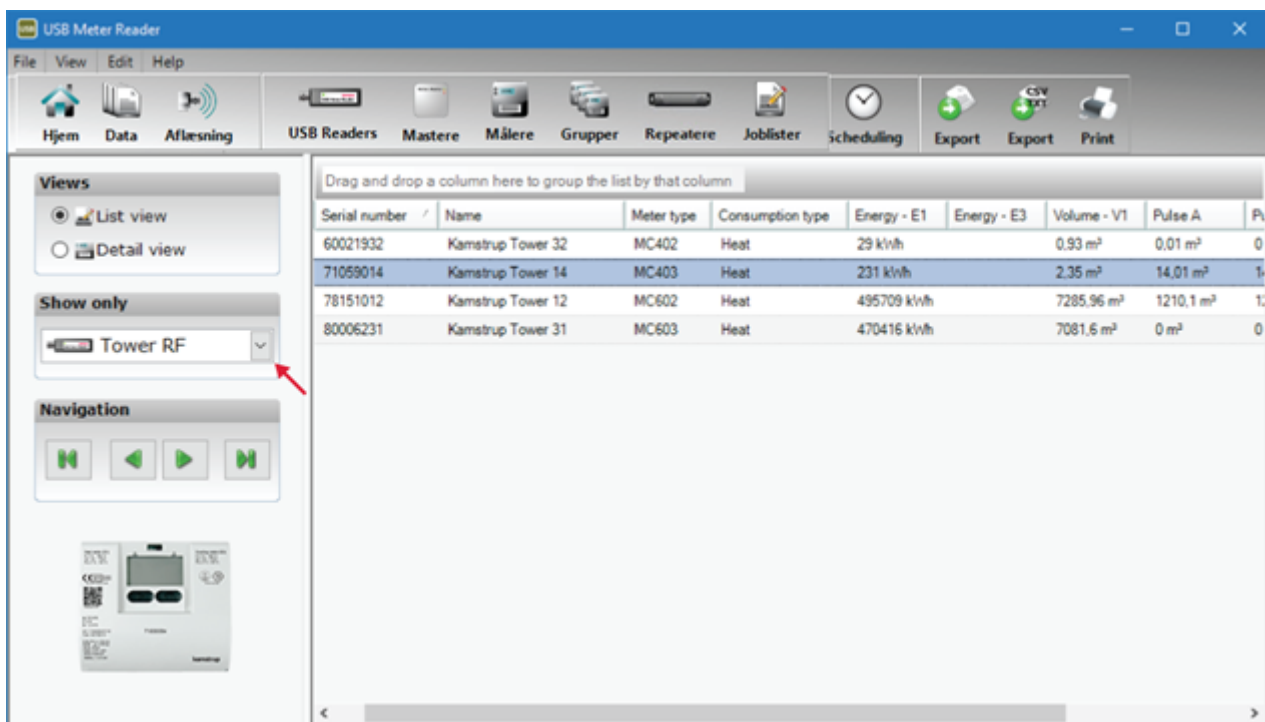 USB Meter Reader
File View Edit Help
Hjem Data Aflæsning USB Readers Mastere Målere Grupper Repeatere Joblister Scheduling Export CSV TXT Export Print
Views
List view
Detail view
Show only
Tower RF
Navigation
kamstrup
Drag and drop a column here to group the list by that column
Serial number Name Meter type Consumption type Energy - E1 Energy - E3 Volume - V1 Pulse A
60021932 Kamstrup Tower 32 MC402 Heat 29 kWh 0,93 m³ 0,01 m³ 0
71059014 Kamstrup Tower 14 MC403 Heat 231 kWh 2,35 m³ 14,01 m³
78151012 Kamstrup Tower 12 MC602 Heat 495709 kWh 7285,96 m³ 1210,1 m³
80006231 Kamstrup Tower 31 MC603 Heat 470416 kWh 7081,6 m³ 0 m³ 0